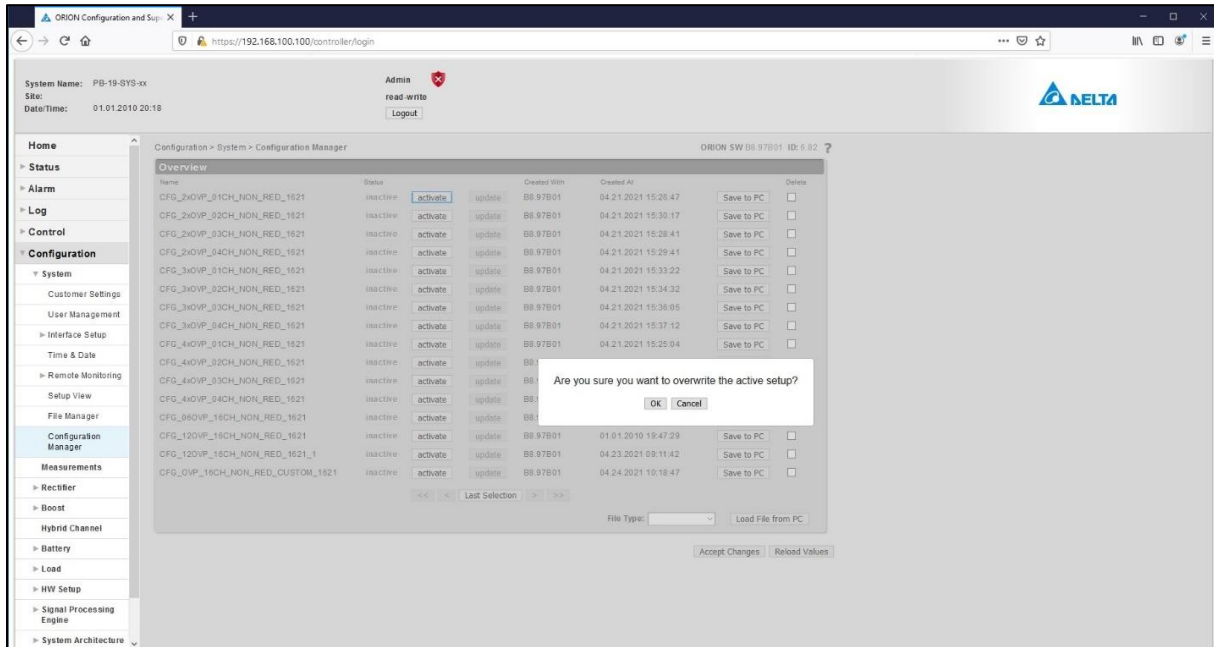 ORION Configuration and Sup
https://192.168.100.100/controller/login
System Name: PB-19-SYS-xx
Site:
Date/Time: 01.01.2010 20:18
Admin
read-write
Logout
DELTA
Home
Status
Alarm
Log
Control
Configuration
System
Customer Settings
User Management
Interface Setup
Time & Date
Remote Monitoring
Setup View
File Manager
Configuration
Manager
Measurements
Rectifier
Boost
Hybrid Channel
Battery
Load
HW Setup
Signal Processing
Engine
System Architecture
Configuration > System > Configuration Manager ORION SW B8.97B01 ID: 6.82 ?
Overview
Name Status Created With Created At Delete
CFG_2xOVP_01CH_NON_RED_1621 inactive activate update B8.97B01 04.21.2021 15:26:47 Save to PC
CFG_2xOVP_02CH_NON_RED_1621 inactive activate update B8.97B01 04.21.2021 15:30:17 Save to PC
CFG_2xOVP_03CH_NON_RED_1621 inactive activate update B8.97B01 04.21.2021 15:28:41 Save to PC
CFG_2xOVP_04CH_NON_RED_1621 inactive activate update B8.97B01 04.21.2021 15:29:41 Save to PC
CFG_3xOVP_01CH_NON_RED_1621 inactive activate update B8.97B01 04.21.2021 15:33:22 Save to PC
CFG_3xOVP_02CH_NON_RED_1621 inactive activate update B8.97B01 04.21.2021 15:34:32 Save to PC
CFG_3xOVP_03CH_NON_RED_1621 inactive activate update B8.97B01 04.21.2021 15:36:05 Save to PC
CFG_3xOVP_04CH_NON_RED_1621 inactive activate update B8.97B01 04.21.2021 15:37:12 Save to PC
CFG_4xOVP_01CH_NON_RED_1621 inactive activate update B8.97B01 04.21.2021 15:25:04 Save to PC
CFG_4xOVP_02CH_NON_RED_1621 inactive activate update B8.
CFG_4xOVP_03CH_NON_RED_1621 inactive activate update B8.
CFG_4xOVP_04CH_NON_RED_1621 inactive activate update B8.
CFG_06OVP_16CH_NON_RED_1621 inactive activate update B8.
CFG_12OVP_16CH_NON_RED_1621 inactive activate update B8.97B01 01.01.2010 19:47:29 Save to PC
CFG_12OVP_16CH_NON_RED_1621_1 inactive activate update B8.97B01 04.23.2021 09:11:42 Save to PC
CFG_OVP_16CH_NON_RED_CUSTOM_1621 inactive activate update B8.97B01 04.24.2021 10:18:47 Save to PC
<< < Last Selection > >>
File Type: Load File from PC
Accept Changes Reload Values
Are you sure you want to overwrite the active setup?
OK Cancel